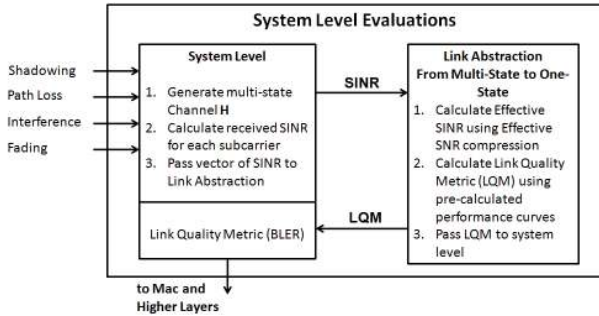 System Level Evaluations
Shadowing
Path Loss
Interference
Fading
System Level
1. Generate multi-state
Channel H
2. Calculate received SINR
for each subcarrier
3. Pass vector of SINR to
Link Abstraction
Link Quality Metric (BLER)
SINR
LQM
Link Abstraction
From Multi-State to One-
State
1. Calculate Effective
SINR using Effective
SNR compression
2. Calculate Link Quality
Metric (LQM) using
pre-calculated
performance curves
3. Pass LQM to system
level
to Mac and
Higher Layers